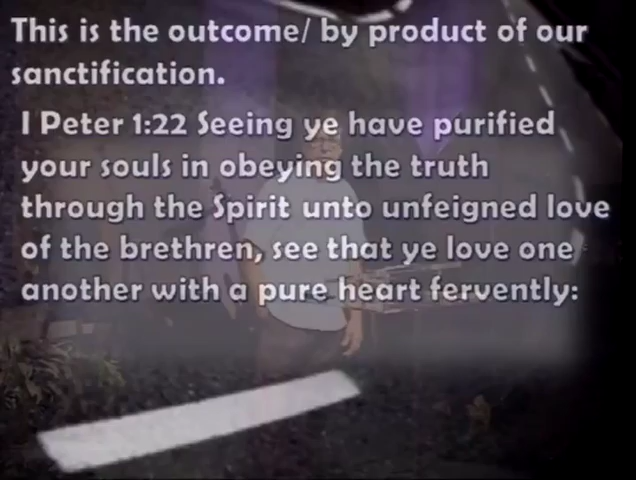 This is the outcome/ by product of our
sanctification.
I Peter 1:22 Seeing ye have purified
your souls in obeying the truth
through the Spirit unto unfeigned love
of the brethren, see that ye love one
another with a pure heart fervently: